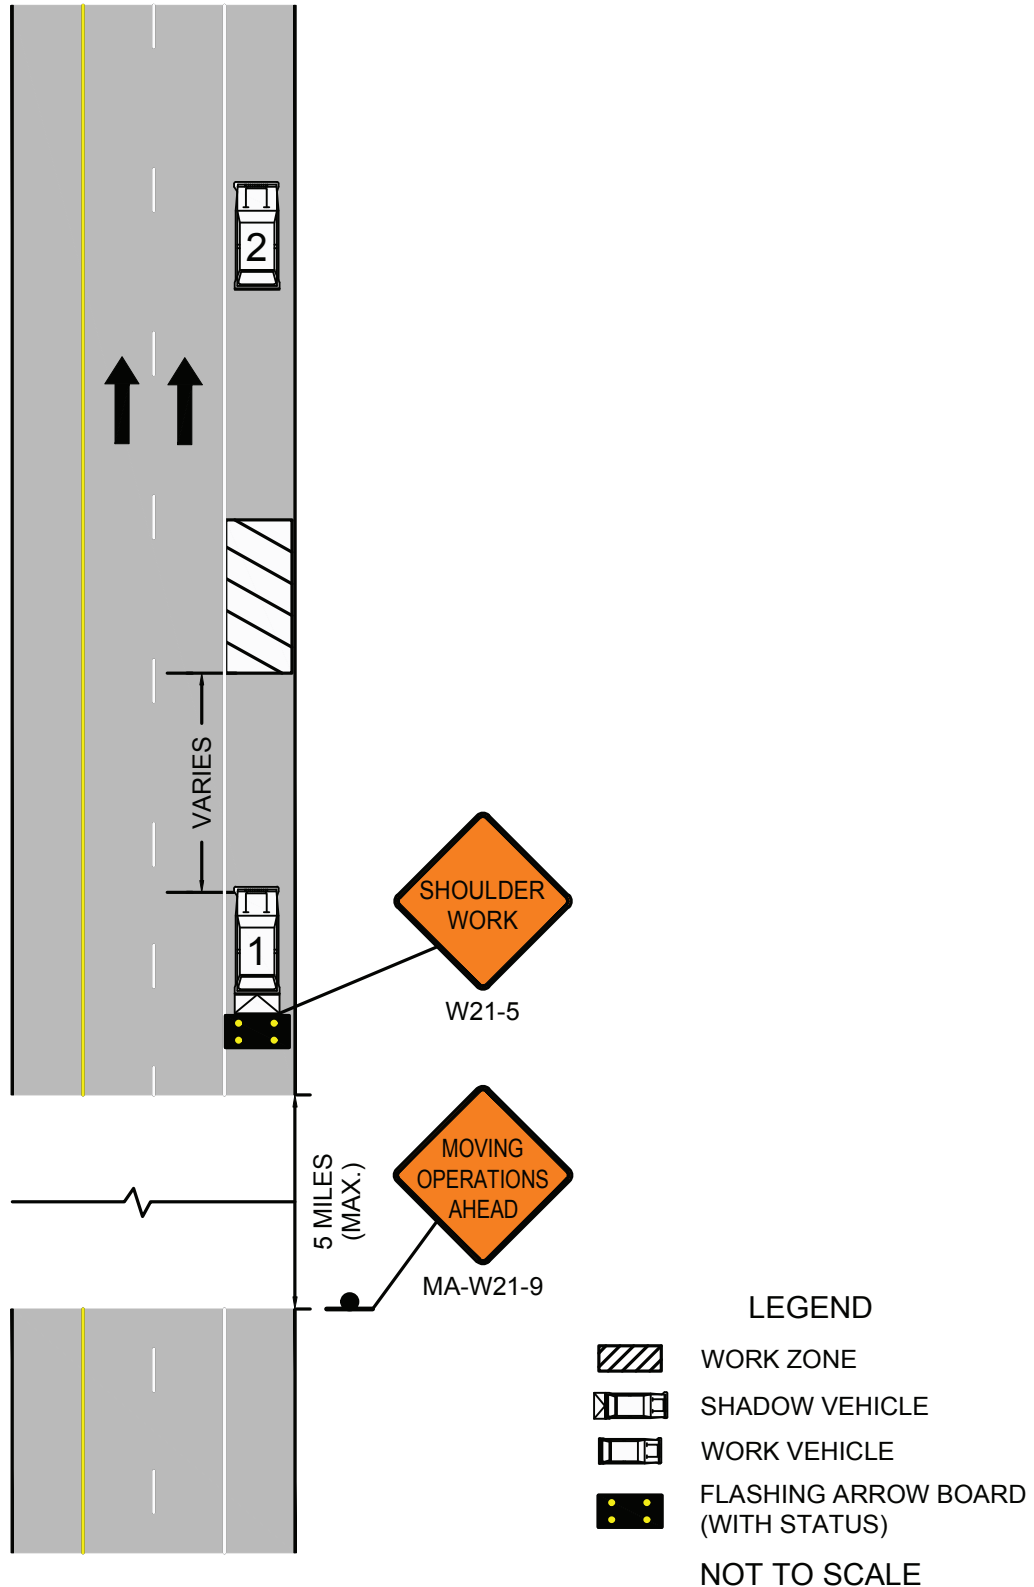 2
VARIES
1
SHOULDER
WORK
W21-5
5 MILES
(MAX.)
MOVING
OPERATIONS
AHEAD
MA-W21-9
LEGEND
WORK ZONE
SHADOW VEHICLE
WORK VEHICLE
FLASHING ARROW BOARD
(WITH STATUS)
NOT TO SCALE